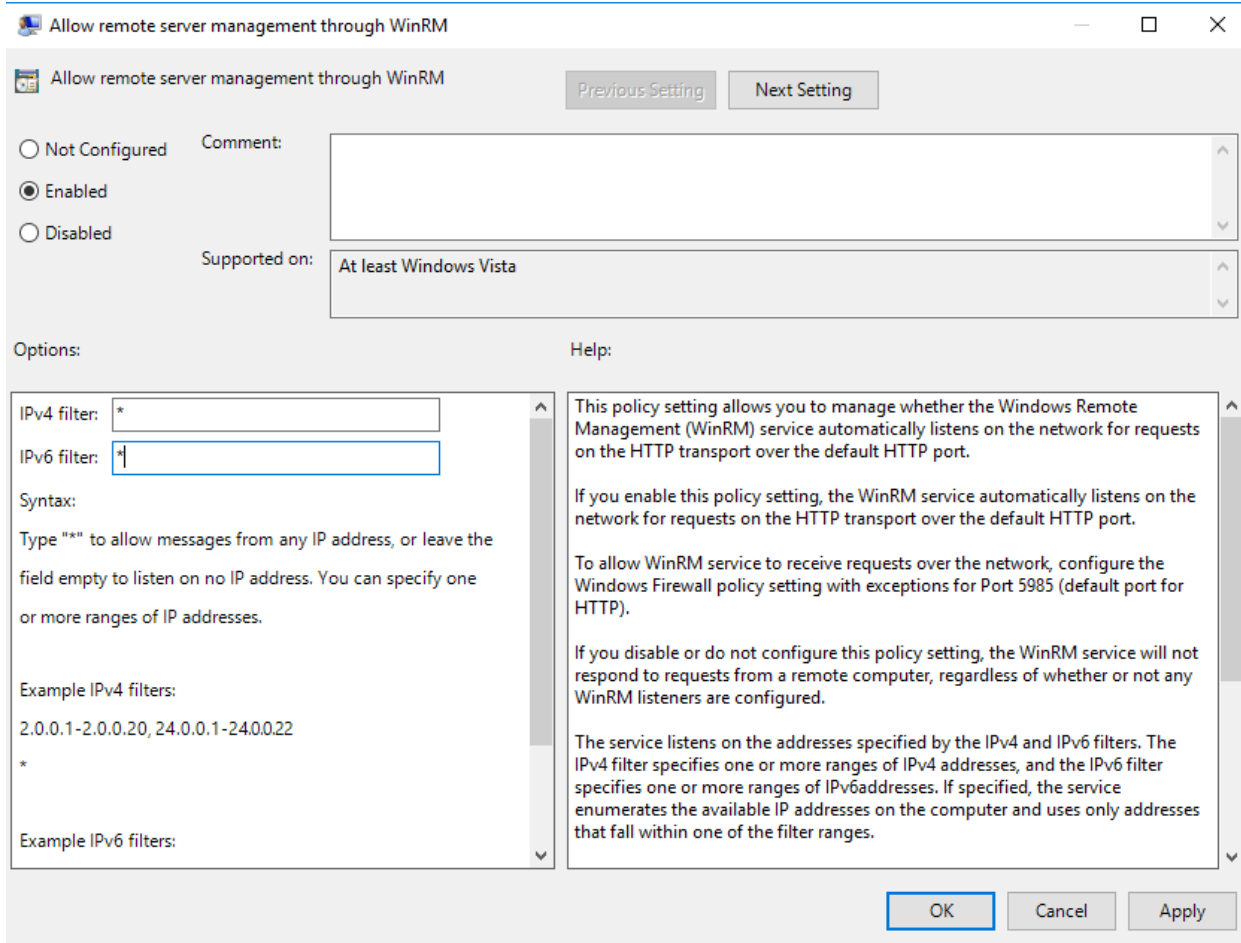 Allow remote server management through WinRM
Allow remote server management through WinRM
Previous Setting
Next Setting
Not Configured
Enabled
Disabled
Comment:
Supported on:
At least Windows Vista
Options:
Help:
IPv4 filter: *
IPv6 filter: *
Syntax:
Type "*" to allow messages from any IP address, or leave the
field empty to listen on no IP address. You can specify one
or more ranges of IP addresses.
Example IPv4 filters:
2.0.0.1-2.0.0.20, 24.0.0.1-24.0.0.22
*
Example IPv6 filters:
This policy setting allows you to manage whether the Windows Remote
Management (WinRM) service automatically listens on the network for requests
on the HTTP transport over the default HTTP port.
If you enable this policy setting, the WinRM service automatically listens on the
network for requests on the HTTP transport over the default HTTP port.
To allow WinRM service to receive requests over the network, configure the
Windows Firewall policy setting with exceptions for Port 5985 (default port for
HTTP).
If you disable or do not configure this policy setting, the WinRM service will not
respond to requests from a remote computer, regardless of whether or not any
WinRM listeners are configured.
The service listens on the addresses specified by the IPv4 and IPv6 filters. The
IPv4 filter specifies one or more ranges of IPv4 addresses, and the IPv6 filter
specifies one or more ranges of IPv6addresses. If specified, the service
enumerates the available IP addresses on the computer and uses only addresses
that fall within one of the filter ranges.
OK
Cancel
Apply